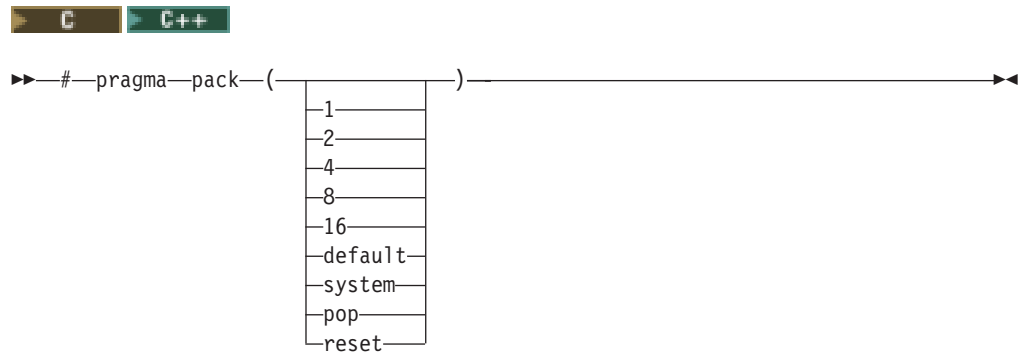 C C++
# pragma pack ( )
1
2
4
8
16
default
system
pop
reset